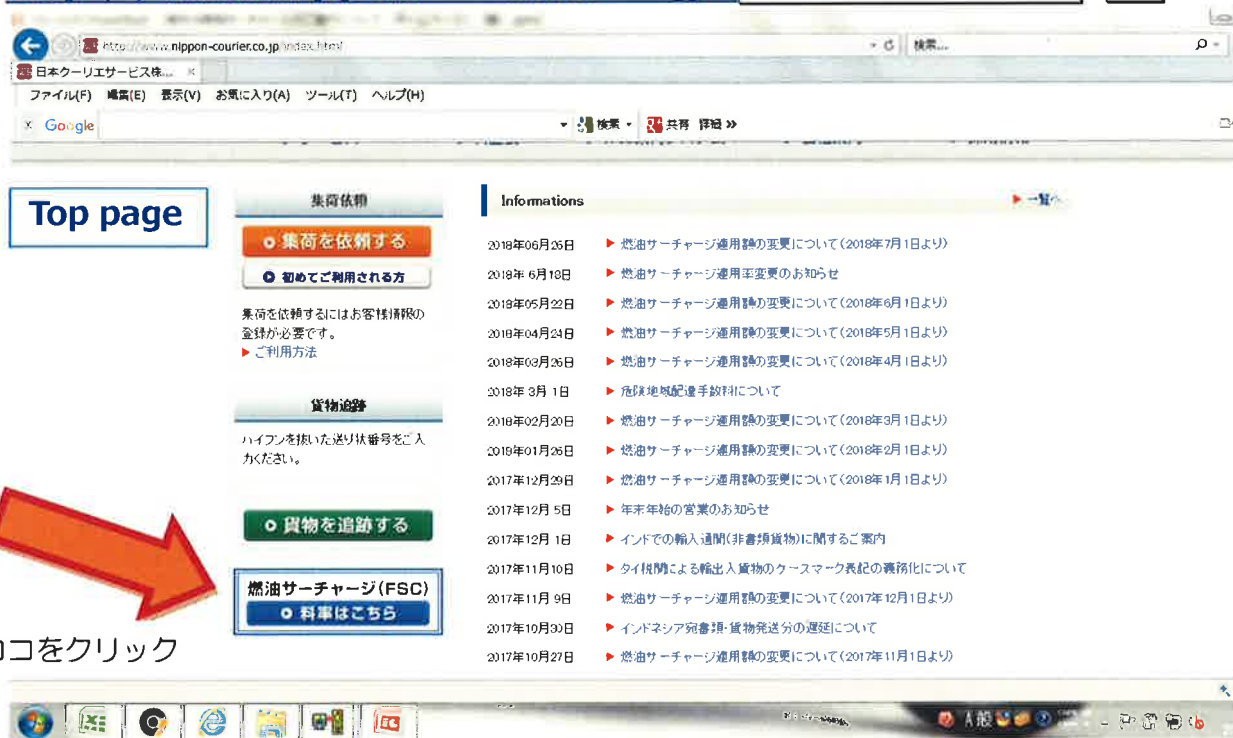 http://www.nippon-courier.co.jp/index.html
検索...
日本クーリエサービス株...
ファイル(F) 編集(E) 表示(V) お気に入り(A) ツール(T) ヘルプ(H)
x Google
検索
共有 詳細 »
Top page
集荷依頼
集荷を依頼する
初めてご利用される方
集荷を依頼するにはお客様情報の
登録が必要です。
ご利用方法
貨物追跡
ハイフンを抜いた送り状番号をご入
力ください。
貨物を追跡する
燃油サーチャージ(FSC)
料率はこちら
ココをクリック
Informations
一覧へ
2018年06月26日 燃油サーチャージ適用額の変更について(2018年7月1日より)
2018年 6月18日 燃油サーチャージ適用率変更のお知らせ
2018年05月22日 燃油サーチャージ適用額の変更について(2018年6月1日より)
2018年04月24日 燃油サーチャージ適用額の変更について(2018年5月1日より)
2018年03月26日 燃油サーチャージ適用額の変更について(2018年4月1日より)
2018年 3月 1日 危険地域配達手数料について
2018年02月20日 燃油サーチャージ適用額の変更について(2018年3月1日より)
2018年01月26日 燃油サーチャージ適用額の変更について(2018年2月1日より)
2017年12月29日 燃油サーチャージ適用額の変更について(2018年1月1日より)
2017年12月 5日 年末年始の営業のお知らせ
2017年12月 1日 インドでの輸入通関(非書類貨物)に関するご案内
2017年11月10日 タイ税関による輸出入貨物のケースマーク表記の義務化について
2017年11月 9日 燃油サーチャージ適用額の変更について(2017年12月1日より)
2017年10月30日 インドネシア宛書類・貨物発送分の遅延について
2017年10月27日 燃油サーチャージ適用額の変更について(2017年11月1日より)
A 般